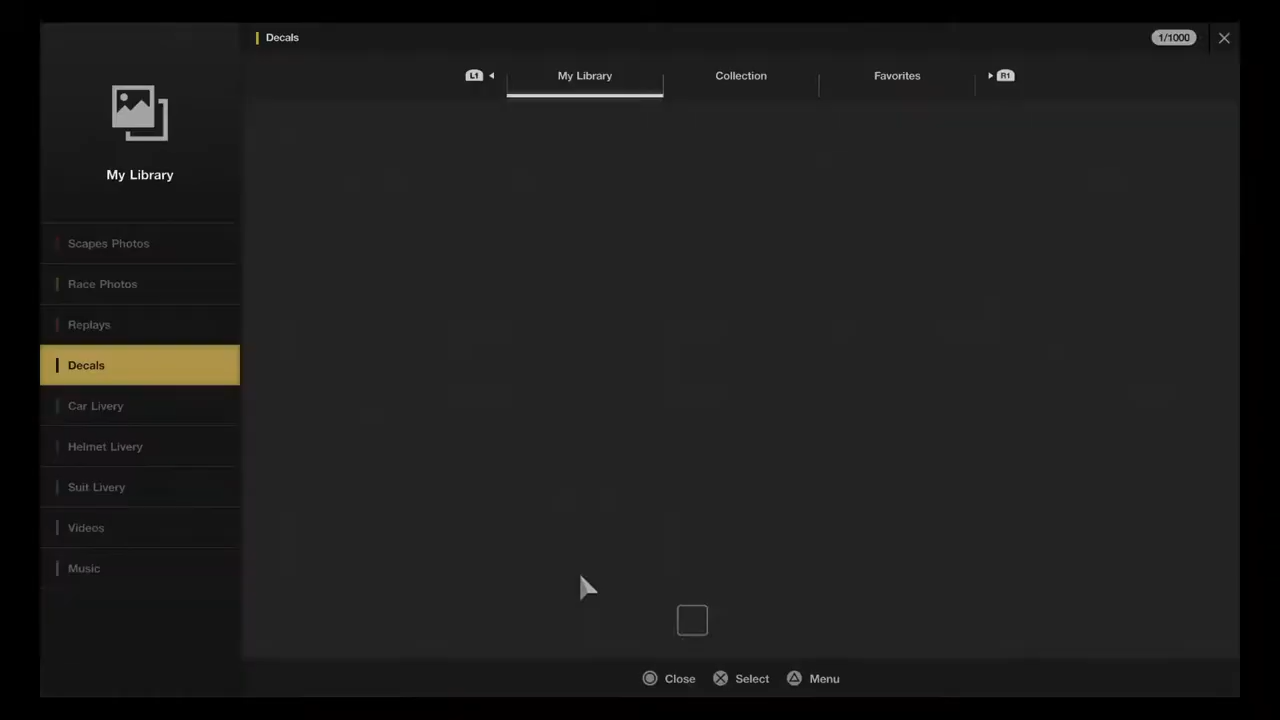 Decals
1/1000
L1
My Library
Collection
Favorites
R1
My Library
Scapes Photos
Race Photos
Replays
Decals
Car Livery
Helmet Livery
Suit Livery
Videos
Music
Close
Select
Menu